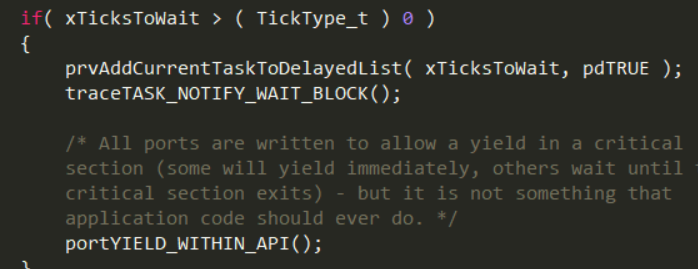 if( xTicksToWait > ( TickType_t ) 0 )
{
prvAddCurrentTaskToDelayedList( xTicksToWait, pdTRUE );
traceTASK_NOTIFY_WAIT_BLOCK();
/* All ports are written to allow a yield in a critical
section (some will yield immediately, others wait until
critical section exits) - but it is not something that
application code should ever do. */
portYIELD_WITHIN_API();
}